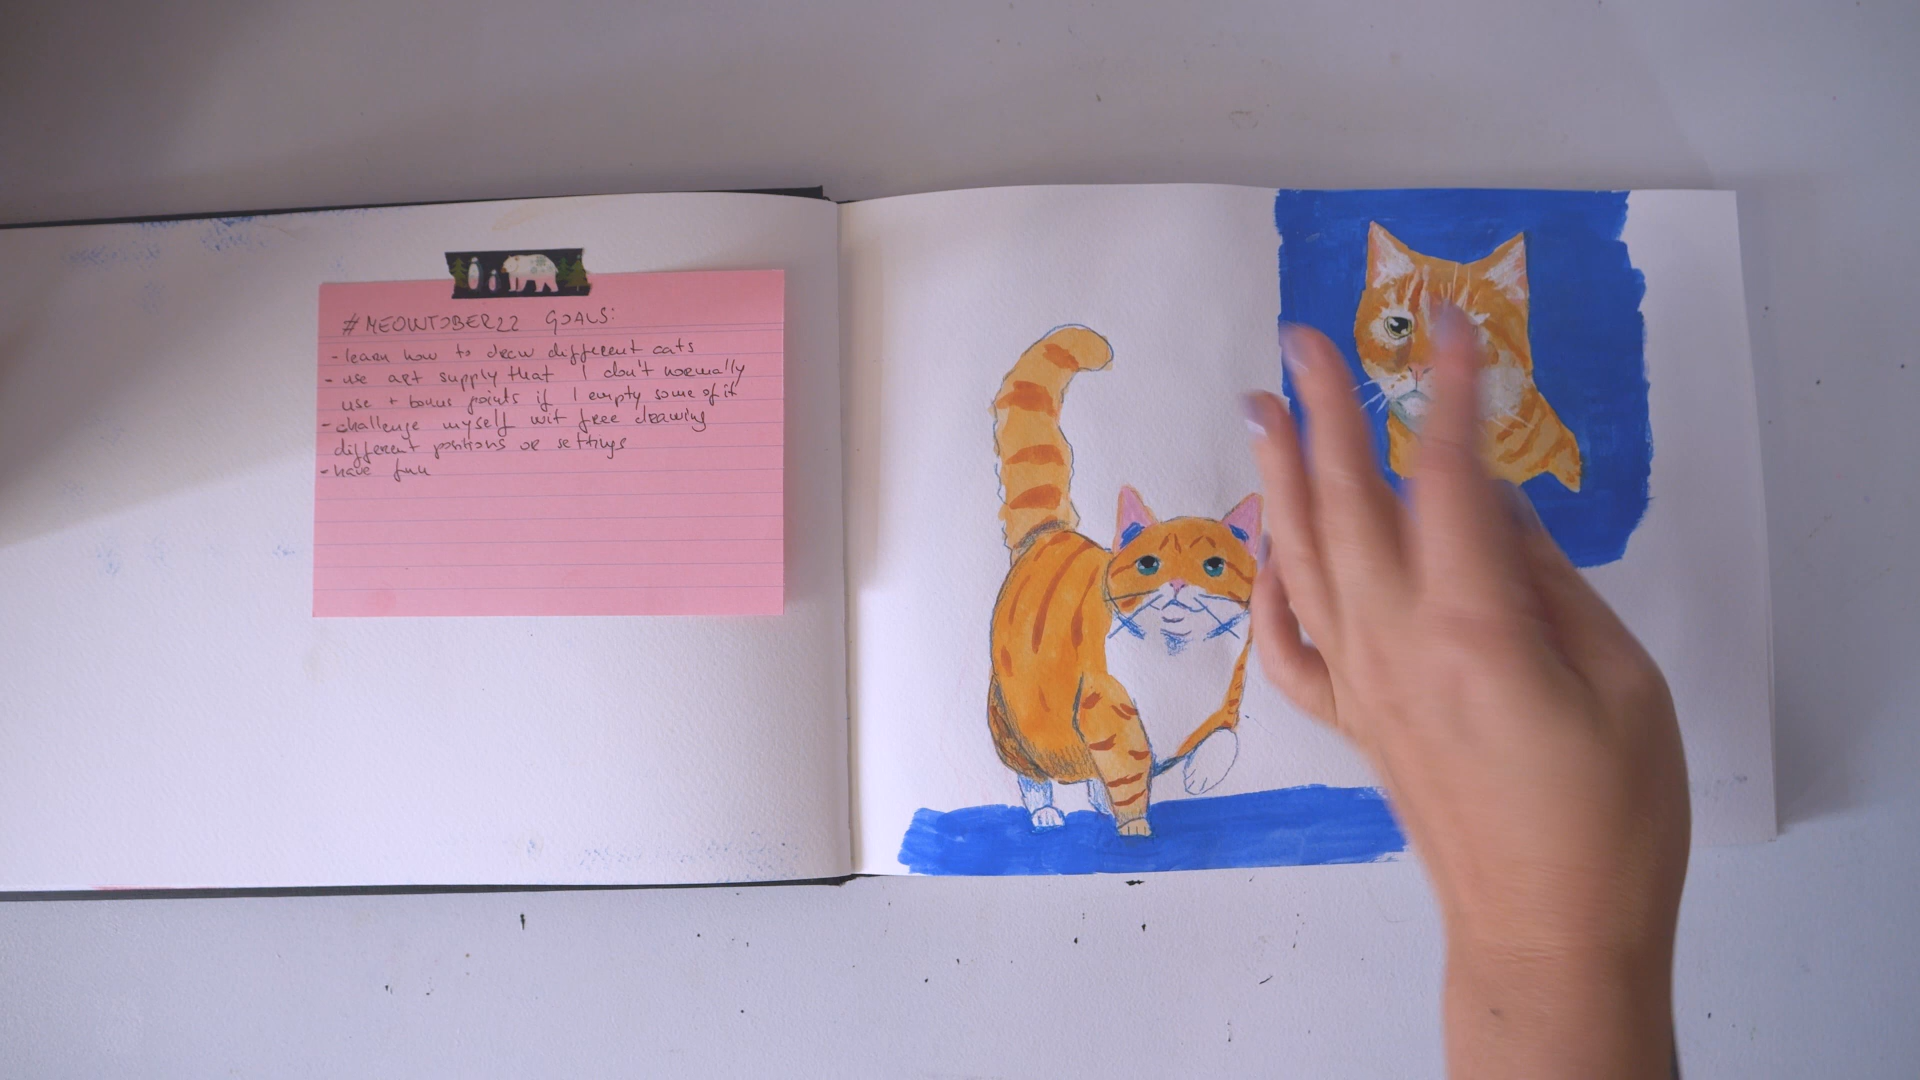 #MEOWTOBER22 GOALS:
- learn how to draw different cats
- use art supply that I don't normally
use + bonus points if I empty some of it
- challenge myself wit free drawing
different positions or settings
- have fun